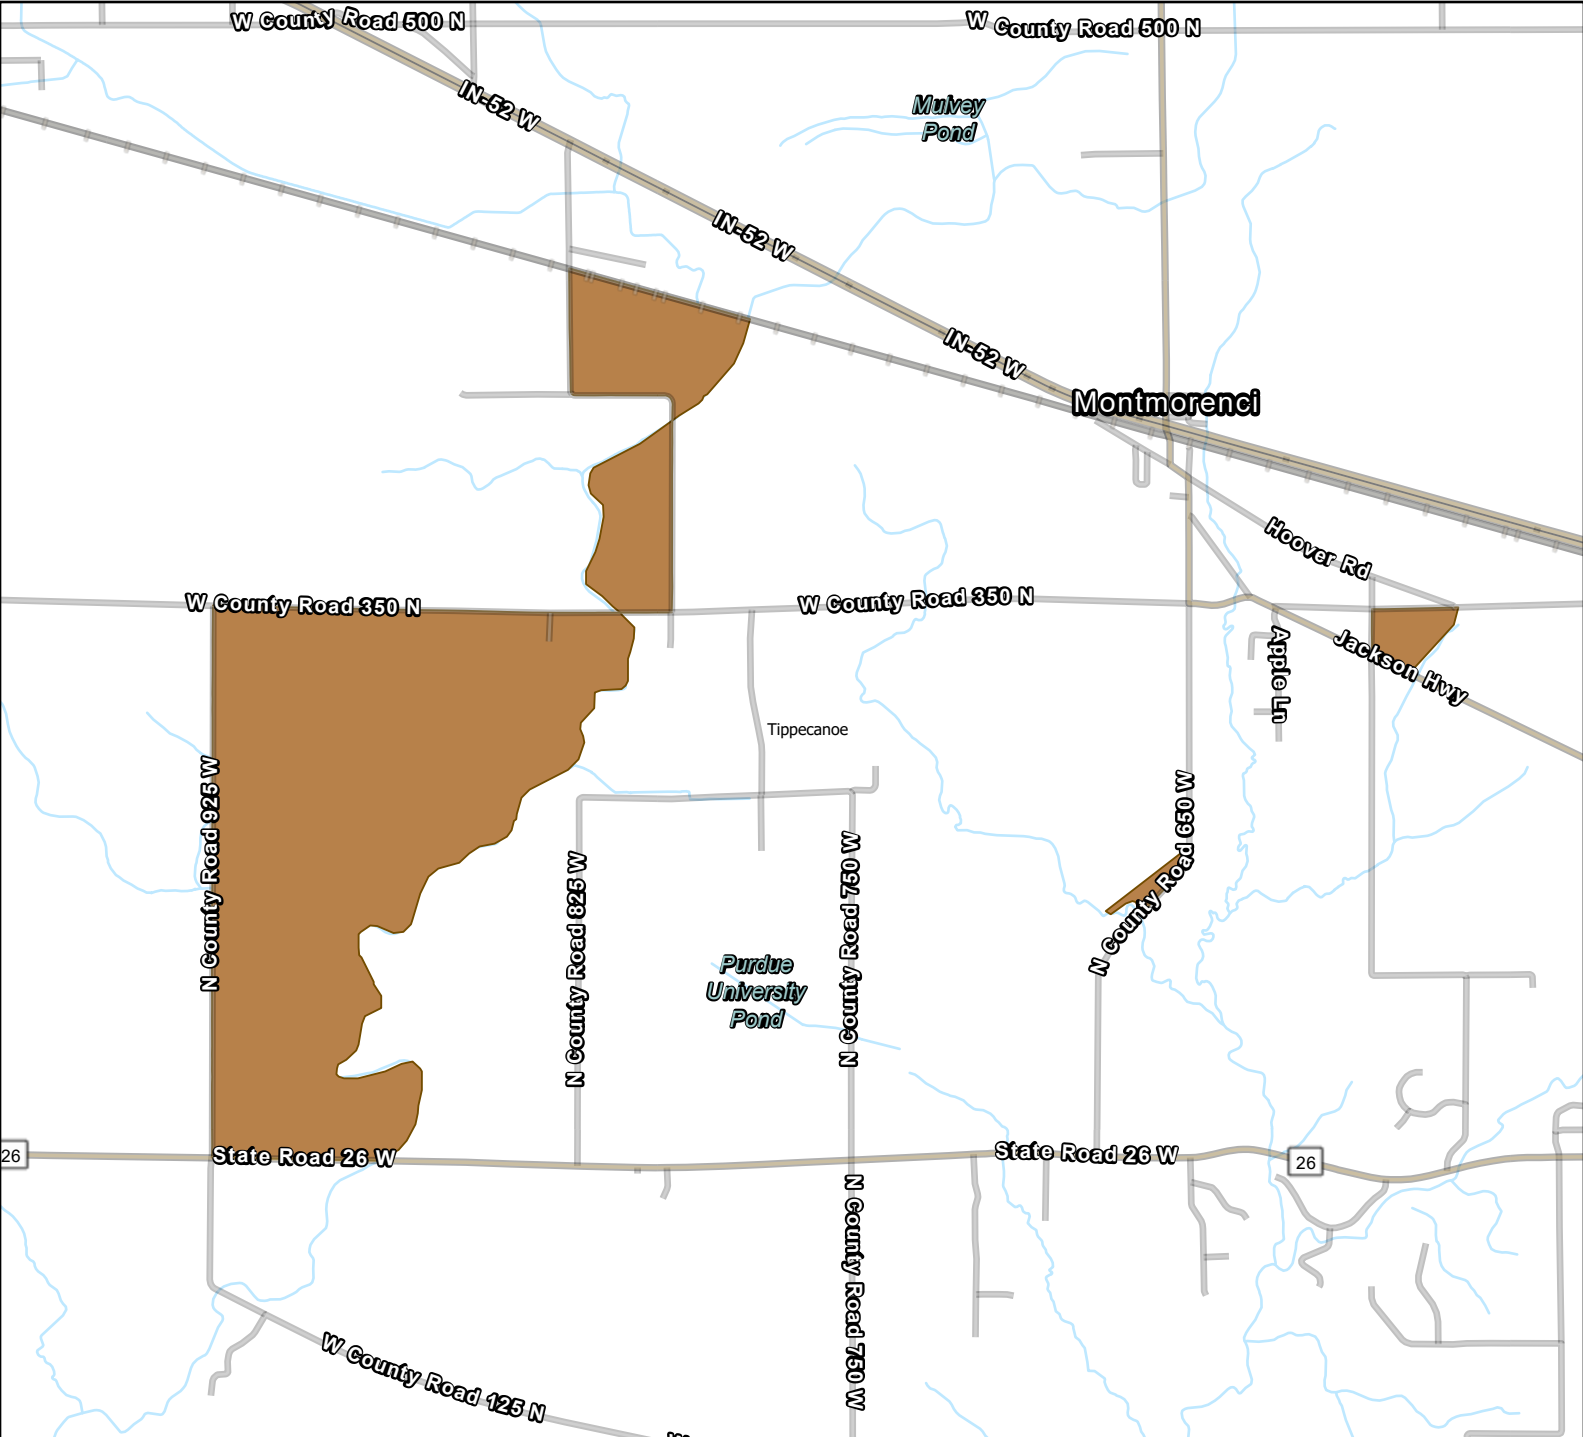 W County Road 500 N
W County Road 500 N
IN-52 W
Mulvey
Pond
IN-52 W
IN-52 W
Montmorenci
Hoover Rd
W County Road 350 N
W County Road 350 N
Apple Ln
Jackson Hwy
Tippecanoe
N County Road 925 W
N County Road 825 W
N County Road 750 W
N County Road 650 W
Purdue
University
Pond
26
State Road 26 W
State Road 26 W
26
N County Road 750 W
W County Road 125 N